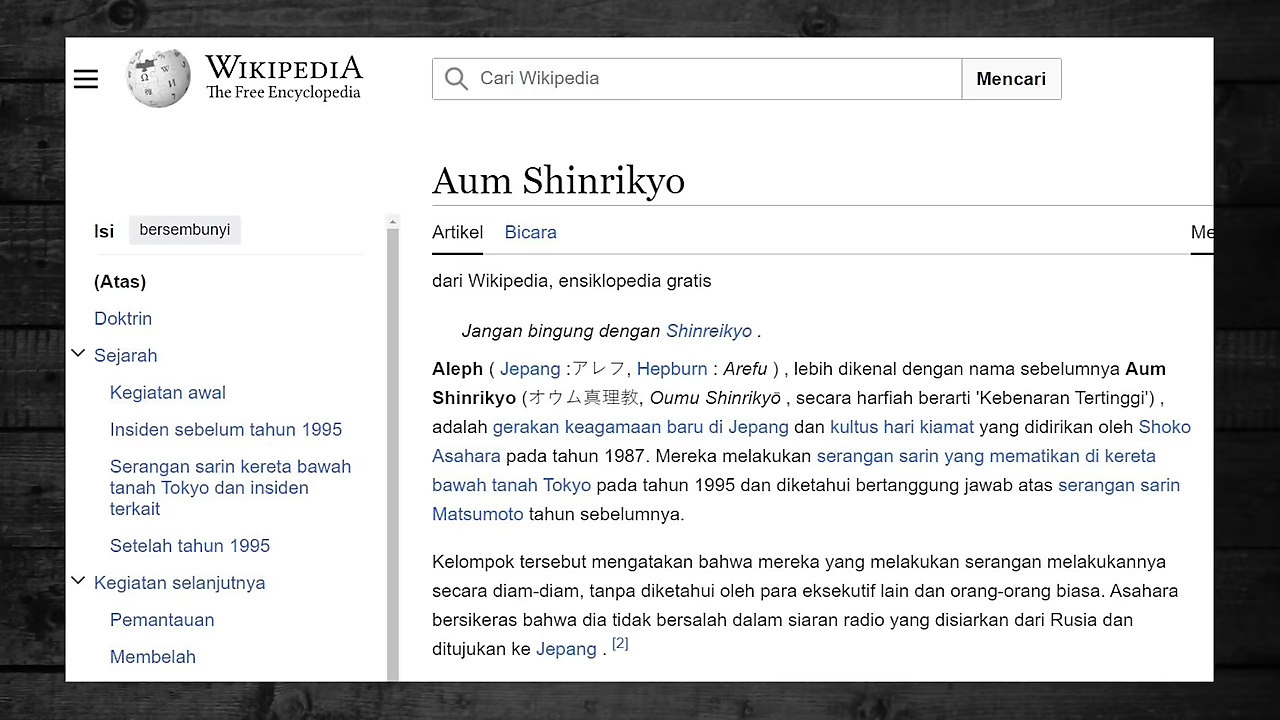 WIKIPEDIA
The Free Encyclopedia
Cari Wikipedia
Mencari
Aum Shinrikyo
Isi
bersembunyi
Artikel
Bicara
Me
(Atas)
Doktrin
Sejarah
Kegiatan awal
Insiden sebelum tahun 1995
Serangan sarin kereta bawah
tanah Tokyo dan insiden
terkait
Setelah tahun 1995
Kegiatan selanjutnya
Pemantauan
Membelah
dari Wikipedia, ensiklopedia gratis
Jangan bingung dengan Shinreikyo .
Aleph ( Jepang :アレフ, Hepburn : Arefu ) , lebih dikenal dengan nama sebelumnya Aum
Shinrikyo (オウム真理教, Oumu Shinrikyō , secara harfiah berarti 'Kebenaran Tertinggi') ,
adalah gerakan keagamaan baru di Jepang dan kultus hari kiamat yang didirikan oleh Shoko
Asahara pada tahun 1987. Mereka melakukan serangan sarin yang mematikan di kereta
bawah tanah Tokyo pada tahun 1995 dan diketahui bertanggung jawab atas serangan sarin
Matsumoto tahun sebelumnya.
Kelompok tersebut mengatakan bahwa mereka yang melakukan serangan melakukannya
secara diam-diam, tanpa diketahui oleh para eksekutif lain dan orang-orang biasa. Asahara
bersikeras bahwa dia tidak bersalah dalam siaran radio yang disiarkan dari Rusia dan
ditujukan ke Jepang . [2]